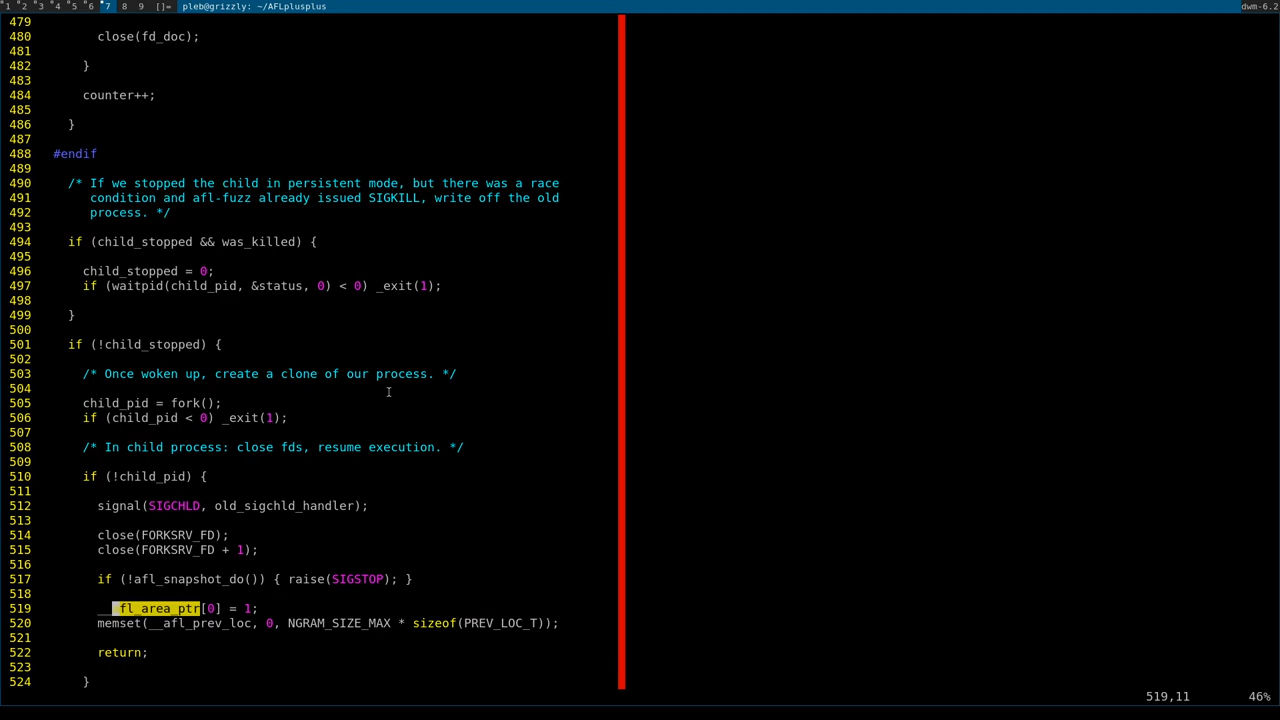 1 2 3 4 5 6 7 8 9 []= pleb@grizzly: ~/AFLplusplus dwm-6.2
479
480 close(fd_doc);
481
482 }
483
484 counter++;
485
486 }
487
488 #endif
489
490 /* If we stopped the child in persistent mode, but there was a race
491 condition and afl-fuzz already issued SIGKILL, write off the old
492 process. */
493
494 if (child_stopped && was_killed) {
495
496 child_stopped = 0;
497 if (waitpid(child_pid, &status, 0) < 0) _exit(1);
498
499 }
500
501 if (!child_stopped) {
502
503 /* Once woken up, create a clone of our process. */
504
505 child_pid = fork();
506 if (child_pid < 0) _exit(1);
507
508 /* In child process: close fds, resume execution. */
509
510 if (!child_pid) {
511
512 signal(SIGCHLD, old_sigchld_handler);
513
514 close(FORKSRV_FD);
515 close(FORKSRV_FD + 1);
516
517 if (!afl_snapshot_do()) { raise(SIGSTOP); }
518
519 __afl_area_ptr[0] = 1;
520 memset(__afl_prev_loc, 0, NGRAM_SIZE_MAX * sizeof(PREV_LOC_T));
521
522 return;
523
524 }
519,11 46%